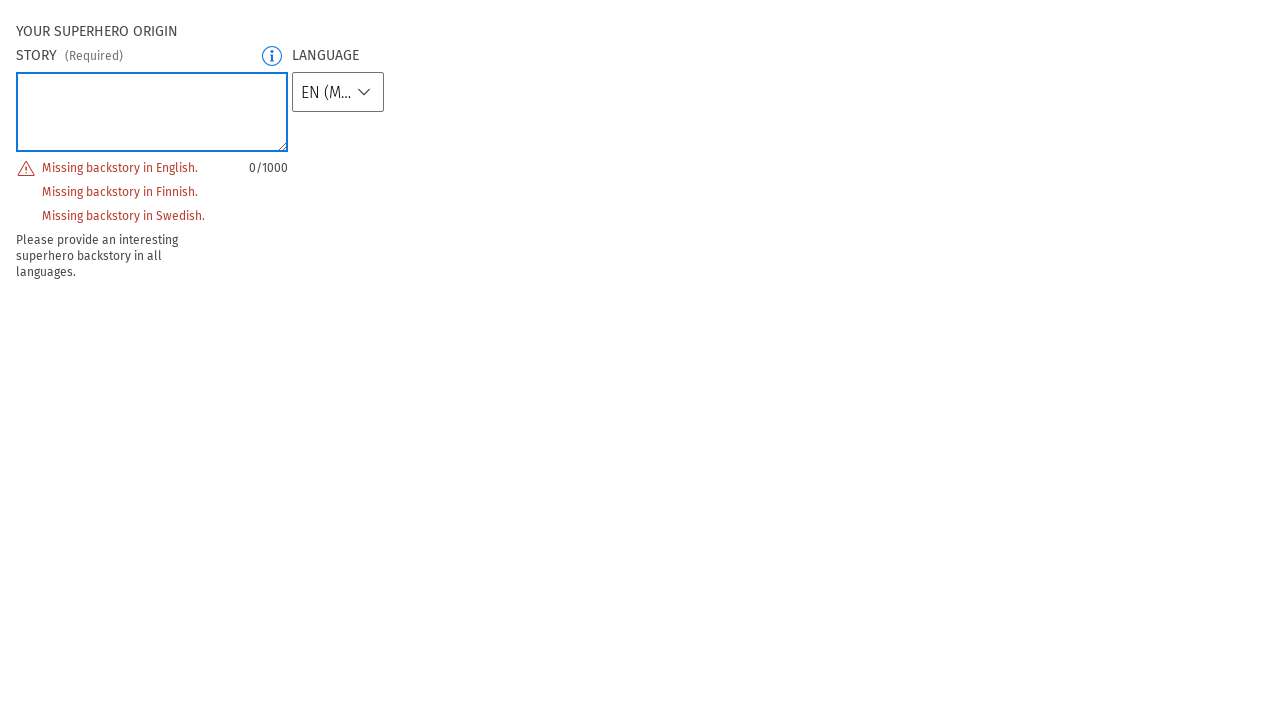 YOUR SUPERHERO ORIGIN
STORY (Required)
LANGUAGE
EN (M...
Missing backstory in English.
0/1000
Missing backstory in Finnish.
Missing backstory in Swedish.
Please provide an interesting
superhero backstory in all
languages.